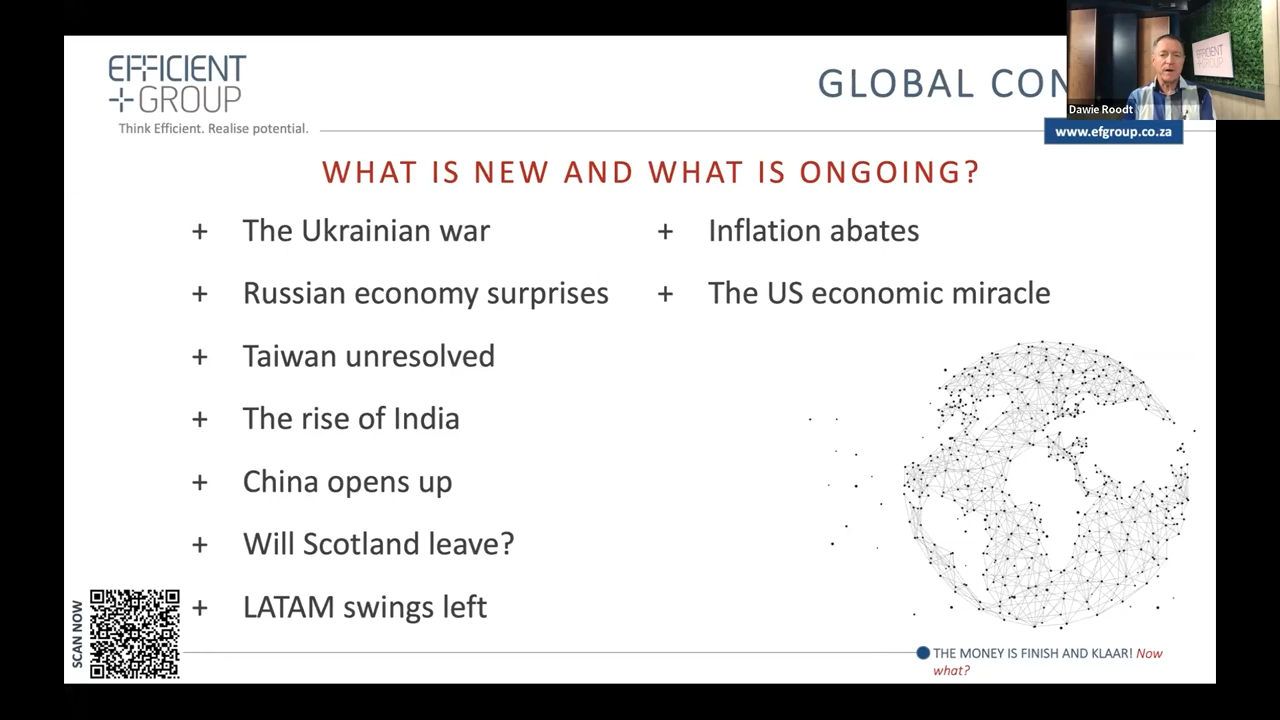 EFFICIENT
GROUP
Think Efficient. Realise potential.
GLOBAL CON
Dawie Roodt
www.efgroup.co.za
WHAT IS NEW AND WHAT IS ONGOING?
+ The Ukrainian war
+ Russian economy surprises
+ Taiwan unresolved
+ The rise of India
+ China opens up
+ Will Scotland leave?
+ LATAM swings left
+ Inflation abates
+ The US economic miracle
SCAN NOW
THE MONEY IS FINISH AND KLAAR! Now
what?
EFFICIENT
GROUP